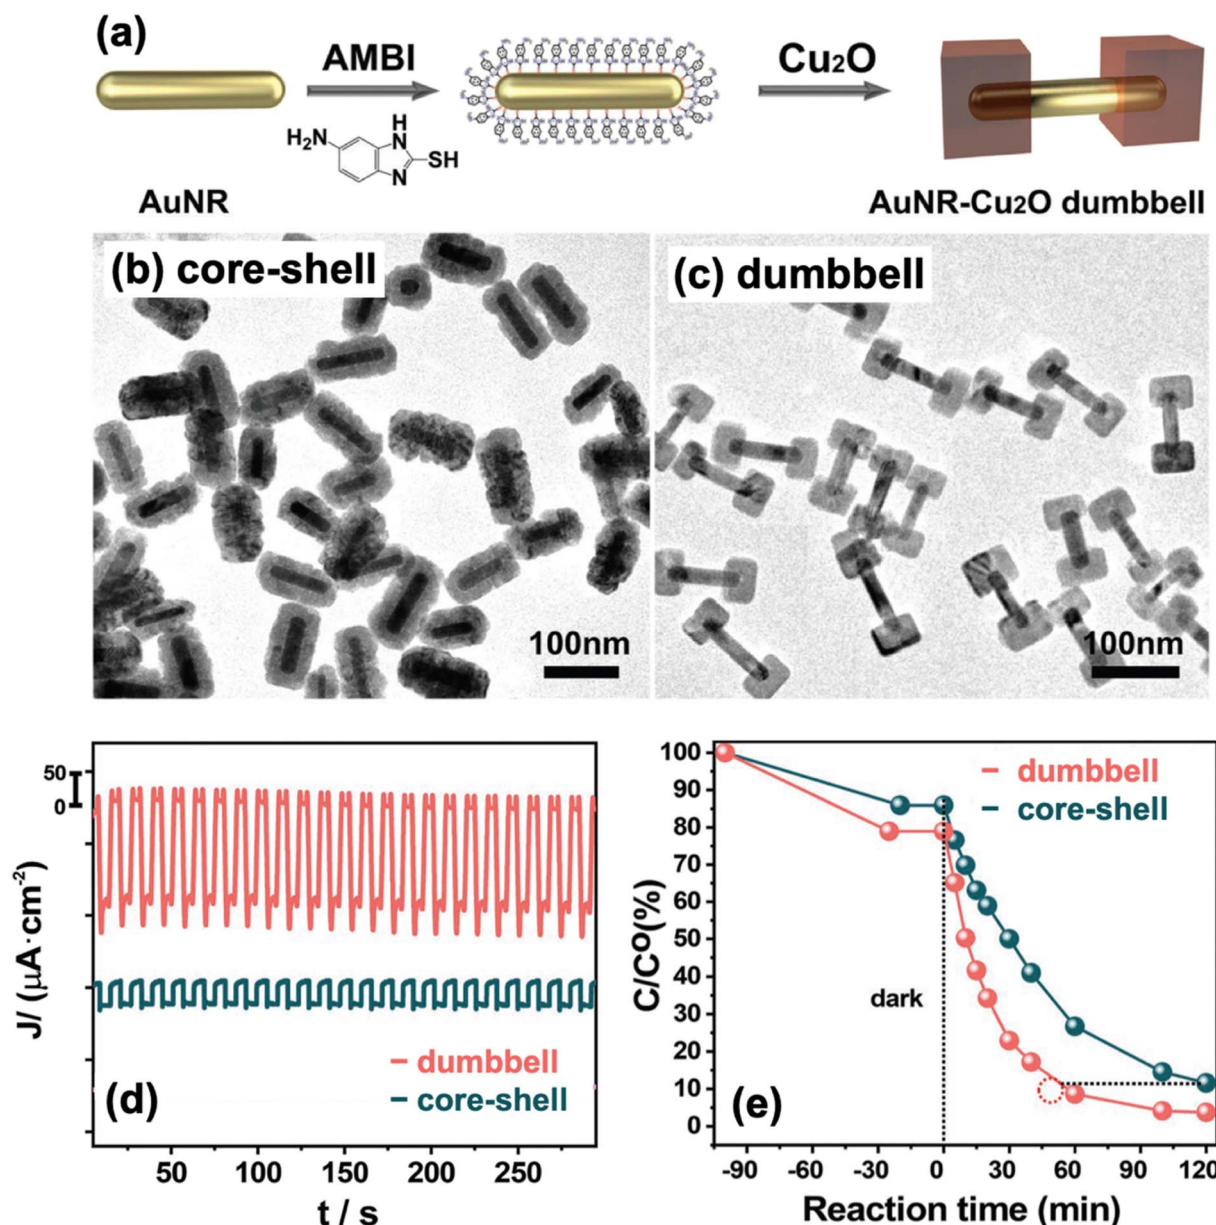 (a)
AMBI
Cu2O
H2N
H
N
SH
N
AuNR
AuNR-Cu2O dumbbell
(b) core-shell
(c) dumbbell
100nm
100nm
50
0
J/ (μA·cm-2)
dumbbell
core-shell
(d)
50 100 150 200 250
t / s
100
90
80
70
60
50
40
30
20
10
0
C/C⁰(%)
dumbbell
core-shell
dark
(e)
-90 -60 -30 0 30 60 90 120
Reaction time (min)